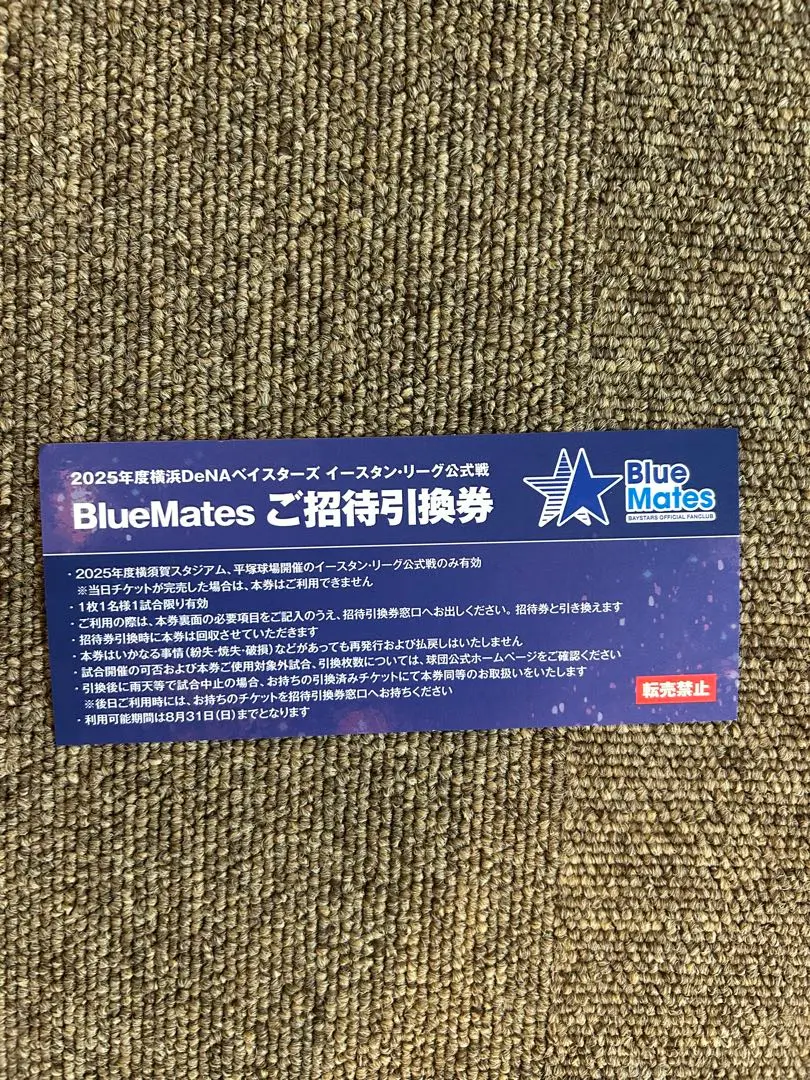 2025年度横浜DeNAベイスターズ イースタン・リーグ公式戦
BlueMates ご招待引換券
Blue
Mates
BAYSTARS OFFICIAL FANCLUB
・2025年度横須賀スタジアム、平塚球場開催のイースタン・リーグ公式戦のみ有効
※当日チケットが完売した場合は、本券はご利用できません
・1枚1名様1試合限り有効
・ご利用の際は、本券裏面の必要項目をご記入のうえ、招待引換券窓口へお出しください。招待券と引き換えます
・招待券引換時に本券は回収させていただきます
・本券はいかなる事情(紛失・焼失・破損)などがあっても再発行および払戻しはいたしません
・試合開催の可否および本券ご使用対象外試合、引換枚数については、球団公式ホームページをご確認ください
・引換後に雨天等で試合中止の場合、お持ちの引換済みチケットにて本券同等のお取扱いをいたします
※後日ご利用時には、お持ちのチケットを招待引換券窓口へお持ちください
・利用可能期間は8月31日(日)までとなります
転売禁止